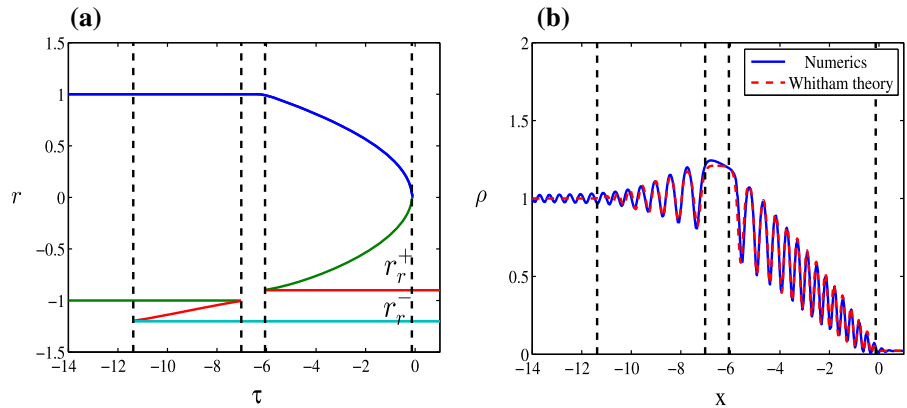 (a)
(b)
1.5
1
0.5
0
-0.5
-1
-1.5
r
-14 -12 -10 -8 -6 -4 -2 0
τ
r_r^+
r_r^-
2
1.5
1
0.5
0
ρ
-14 -12 -10 -8 -6 -4 -2 0
x
Numerics
Whitham theory